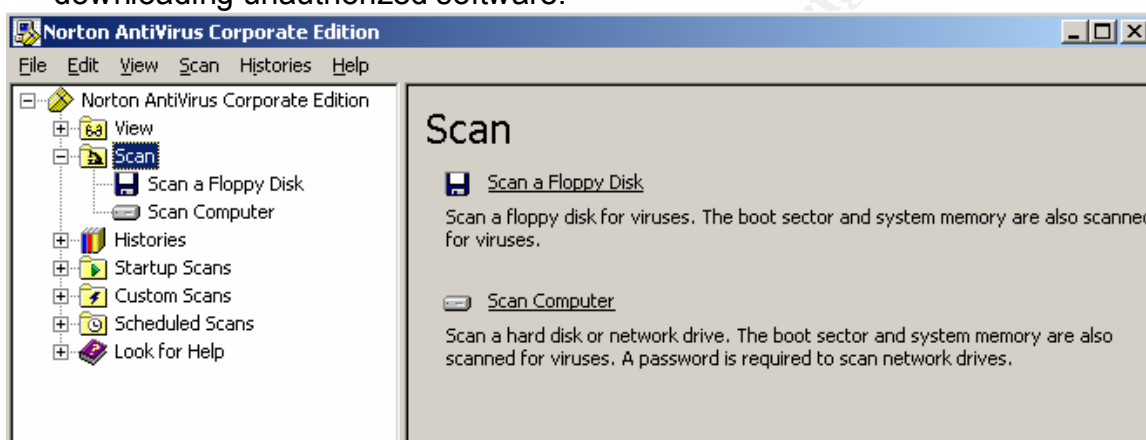 downloading unauthorized software.
Norton AntiVirus Corporate Edition
File Edit View Scan Histories Help
Norton AntiVirus Corporate Edition
View
Scan
Scan a Floppy Disk
Scan Computer
Histories
Startup Scans
Custom Scans
Scheduled Scans
Look for Help
Scan
Scan a Floppy Disk
Scan a floppy disk for viruses. The boot sector and system memory are also scanned
for viruses.
Scan Computer
Scan a hard disk or network drive. The boot sector and system memory are also
scanned for viruses. A password is required to scan network drives.